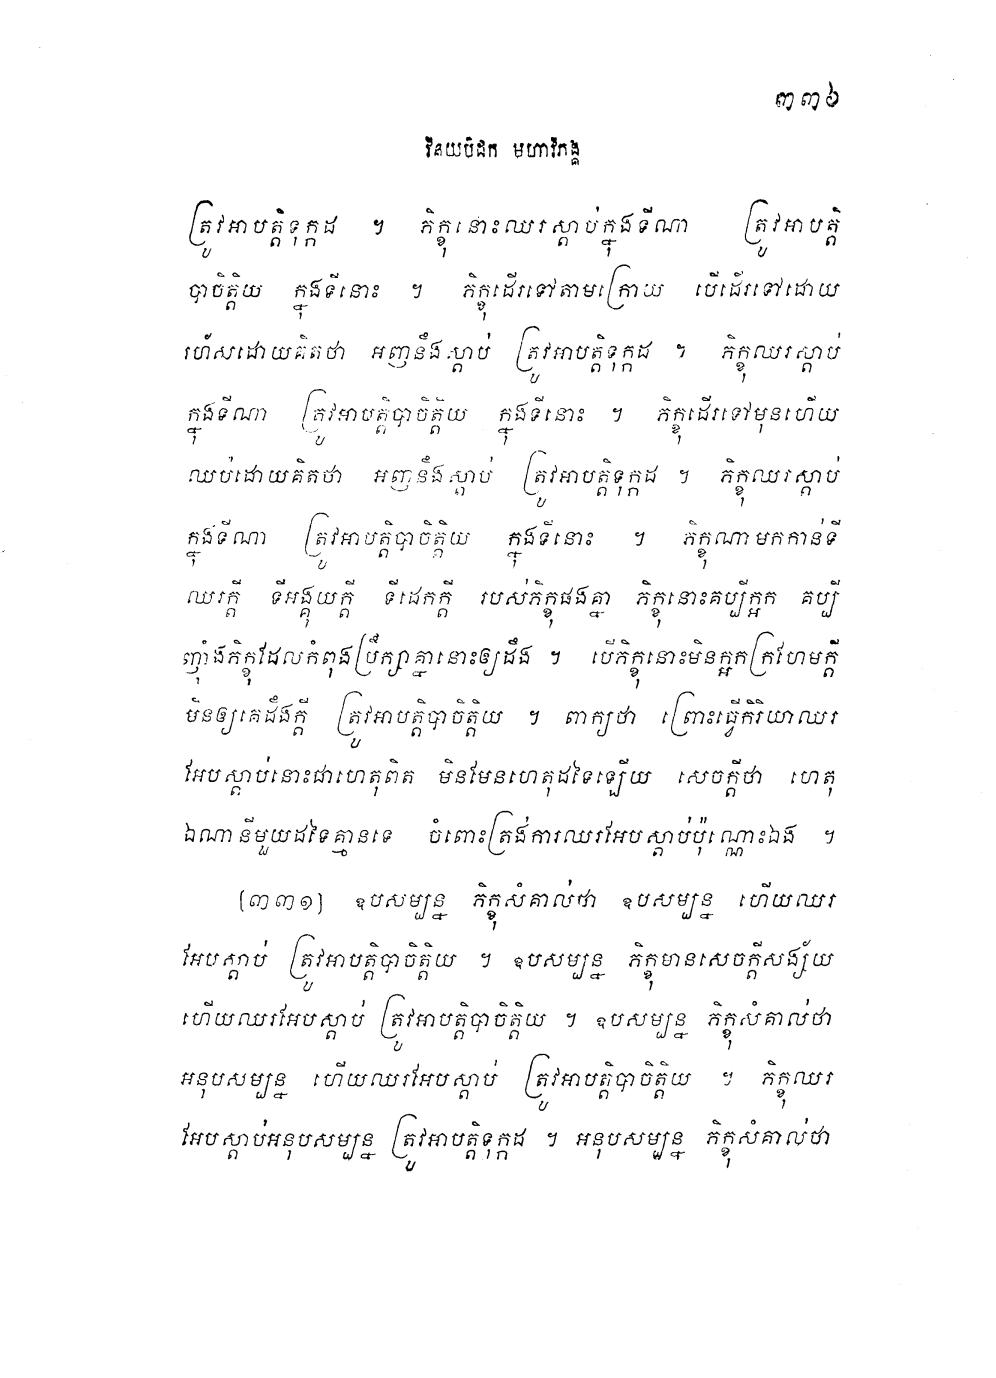 ៣៣៦
វិនយបិដក មហាវិភង្គ
ត្រូវអាបត្តិទុក្កដ ។ ភិក្ខុនោះឈរស្តាប់ក្នុងទីណា ត្រូវអាបត្តិ
បាចិត្តិយ ក្នុងទីនោះ ។ ភិក្ខុដើរទៅតាមក្រោយ បើដើរទៅដោយ
រហ័សដោយគិតថា អញនឹងស្តាប់ ត្រូវអាបត្តិទុក្កដ ។ ភិក្ខុឈរស្តាប់
ក្នុងទីណា ត្រូវអាបត្តិបាចិត្តិយ ក្នុងទីនោះ ។ ភិក្ខុដើរទៅមុនហើយ
ឈប់ដោយគិតថា អញនឹងស្តាប់ ត្រូវអាបត្តិទុក្កដ ។ ភិក្ខុឈរស្តាប់
ក្នុងទីណា ត្រូវអាបត្តិបាចិត្តិយ ក្នុងទីនោះ ។ ភិក្ខុណាមកកាន់ទី
ឈរក្តី ទីអង្គុយក្តី ទីដេកក្តី របស់ភិក្ខុផងគ្នា ភិក្ខុនោះគប្បីក្អក គប្បី
ញ៉ាំងភិក្ខុដែលកំពុងប្រឹក្សាគ្នានោះឲ្យដឹង ។ បើភិក្ខុនោះមិនក្អកក្រហែមក្តី
មិនឲ្យគេដឹងក្តី ត្រូវអាបត្តិបាចិត្តិយ ។ ពាក្យថា ព្រោះធ្វើកិរិយាឈរ
អែបស្តាប់នោះជាហេតុពិត មិនមែនហេតុដទៃឡើយ សេចក្តីថា ហេតុ
ឯណានីមួយដទៃគ្មានទេ ចំពោះត្រង់ការឈរអែបស្តាប់ប៉ុណ្ណោះឯង ។
[៣៣១] ឧបសម្បន្ន ភិក្ខុសំគាល់ថា ឧបសម្បន្ន ហើយឈរ
អែបស្តាប់ ត្រូវអាបត្តិបាចិត្តិយ ។ ឧបសម្បន្ន ភិក្ខុមានសេចក្តីសង្ស័យ
ហើយឈរអែបស្តាប់ ត្រូវអាបត្តិបាចិត្តិយ ។ ឧបសម្បន្ន ភិក្ខុសំគាល់ថា
អនុបសម្បន្ន ហើយឈរអែបស្តាប់ ត្រូវអាបត្តិបាចិត្តិយ ។ ភិក្ខុឈរ
អែបស្តាប់អនុបសម្បន្ន ត្រូវអាបត្តិទុក្កដ ។ អនុបសម្បន្ន ភិក្ខុសំគាល់ថា